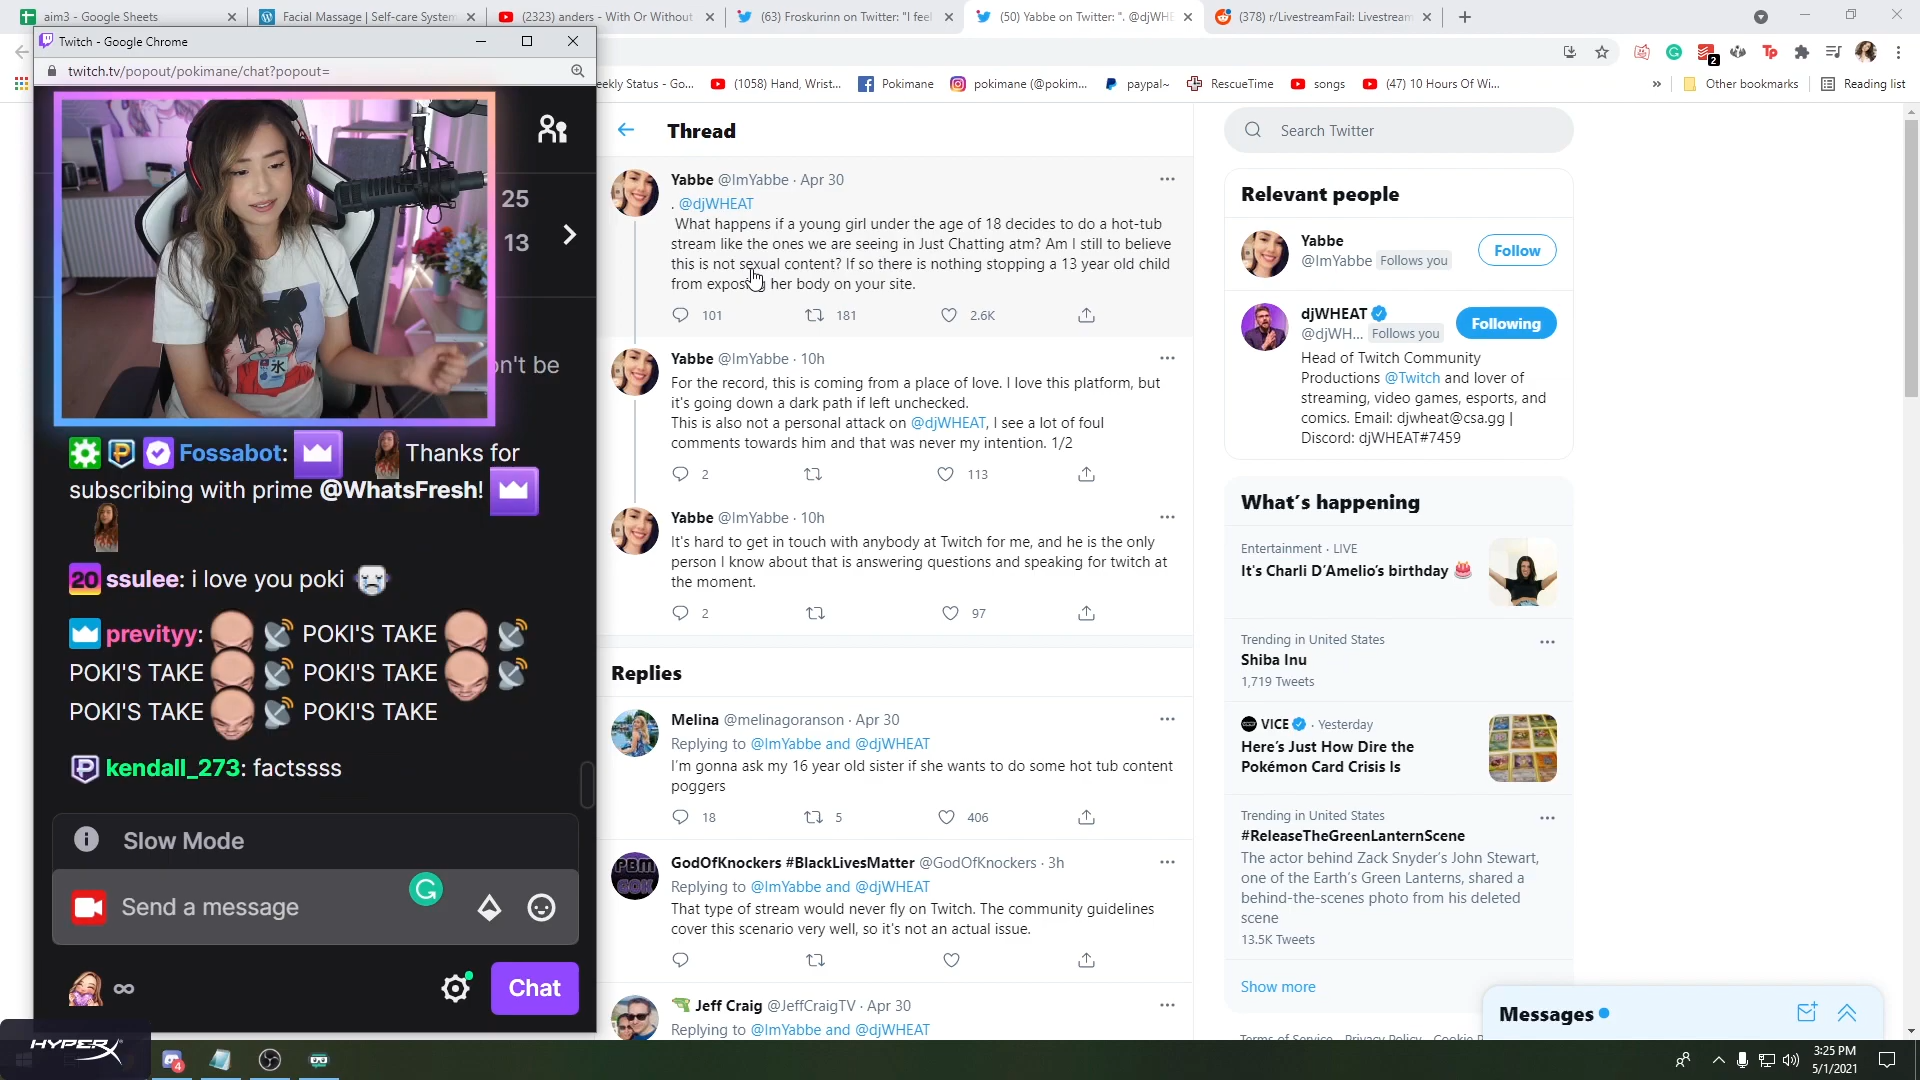 aim3 - Google Sheets
Facial Massage | Self-care System
(2323) anders - With Or Without
(63) Froskurinn on Twitter: "I feel
(50) Yabbe on Twitter: ". @djWHE
(378) r/LivestreamFail: Livestream
Twitch - Google Chrome
twitch.tv/popout/pokimane/chat?popout=
eekly Status - Go...
(1058) Hand, Wrist...
Pokimane
pokimane (@pokim...
paypal~
RescueTime
songs
(47) 10 Hours Of Wi...
Other bookmarks
Reading list
2
Tp
25
13
n't be
Fossabot: Thanks for
subscribing with prime @WhatsFresh!
20 ssulee: i love you poki
prevityy: POKI'S TAKE
POKI'S TAKE POKI'S TAKE
POKI'S TAKE POKI'S TAKE
kendall_273: factssss
Slow Mode
Send a message
Chat
Thread
Yabbe @ImYabbe · Apr 30
. @djWHEAT
What happens if a young girl under the age of 18 decides to do a hot-tub
stream like the ones we are seeing in Just Chatting atm? Am I still to believe
this is not sexual content? If so there is nothing stopping a 13 year old child
from exposing her body on your site.
101 181 2.6K
Yabbe @ImYabbe · 10h
For the record, this is coming from a place of love. I love this platform, but
it's going down a dark path if left unchecked.
This is also not a personal attack on @djWHEAT, I see a lot of foul
comments towards him and that was never my intention. 1/2
2 113
Yabbe @ImYabbe · 10h
It's hard to get in touch with anybody at Twitch for me, and he is the only
person I know about that is answering questions and speaking for twitch at
the moment.
2 97
Replies
Melina @melinagoranson · Apr 30
Replying to @ImYabbe and @djWHEAT
I'm gonna ask my 16 year old sister if she wants to do some hot tub content
poggers
18 5 406
PBM
GOK
GodOfKnockers #BlackLivesMatter @GodOfKnockers · 3h
Replying to @ImYabbe and @djWHEAT
That type of stream would never fly on Twitch. The community guidelines
cover this scenario very well, so it's not an actual issue.
Jeff Craig @JeffCraigTV · Apr 30
Replying to @ImYabbe and @djWHEAT
Search Twitter
Relevant people
Yabbe
@ImYabbe Follows you
Follow
djWHEAT
@djWH... Follows you
Following
Head of Twitch Community
Productions @Twitch and lover of
streaming, video games, esports, and
comics. Email: djwheat@csa.gg |
Discord: djWHEAT#7459
What's happening
Entertainment · LIVE
It's Charli D'Amelio's birthday
Trending in United States
Shiba Inu
1,719 Tweets
VICE · Yesterday
Here's Just How Dire the
Pokémon Card Crisis Is
Trending in United States
#ReleaseTheGreenLanternScene
The actor behind Zack Snyder's John Stewart,
one of the Earth's Green Lanterns, shared a
behind-the-scenes photo from his deleted
scene
13.5K Tweets
Show more
Terms of Service Privacy Policy Cookie P
Messages
HYPERX
4
3:25 PM
5/1/2021